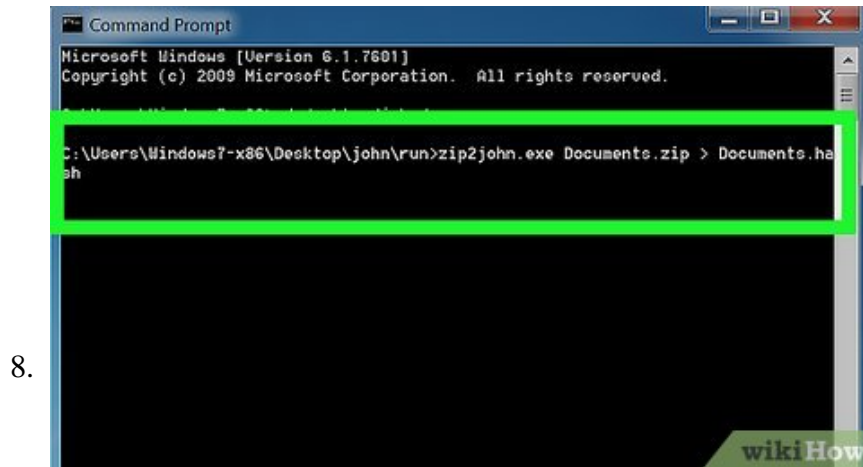 Command Prompt
Microsoft Windows [Version 6.1.7601]
Copyright (c) 2009 Microsoft Corporation. All rights reserved.
C:\Users\Windows7-x86\Desktop\john\run>zip2john.exe Documents.zip > Documents.ha
sh
8.
wikiHow